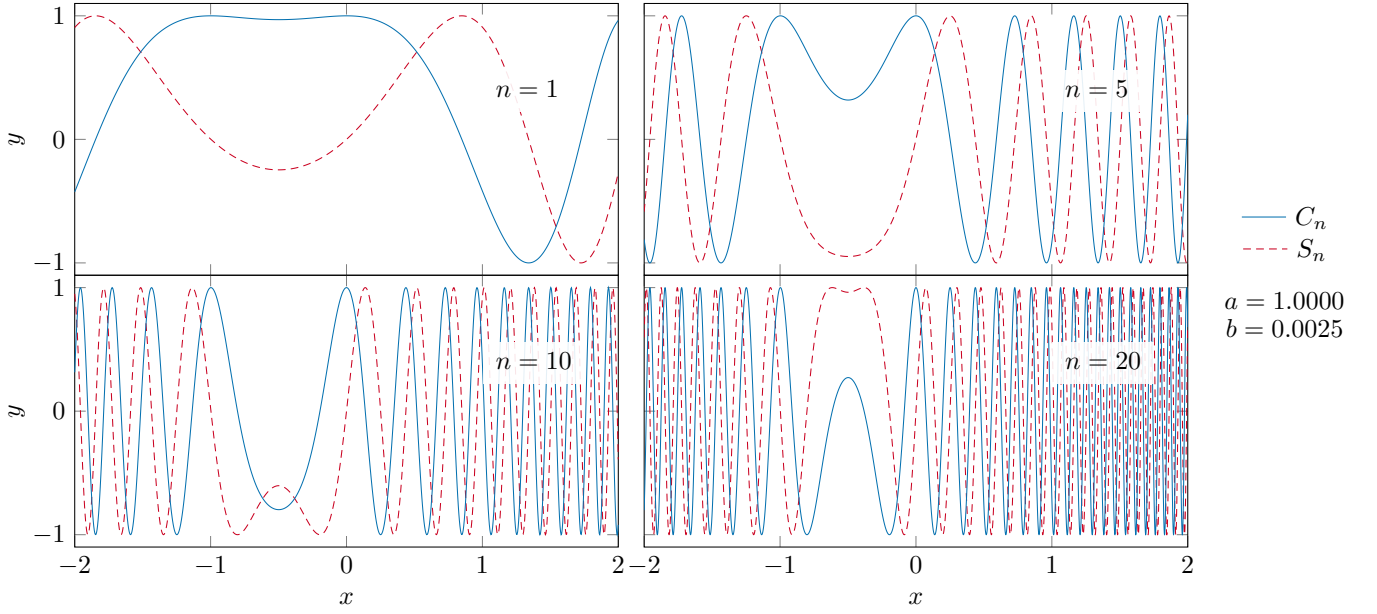 1
0
−1
y
n = 1
n = 5
C_n
S_n
a = 1.0000
b = 0.0025
1
0
−1
y
n = 10
n = 20
−2 −1 0 1 2
−2 −1 0 1 2
x
x